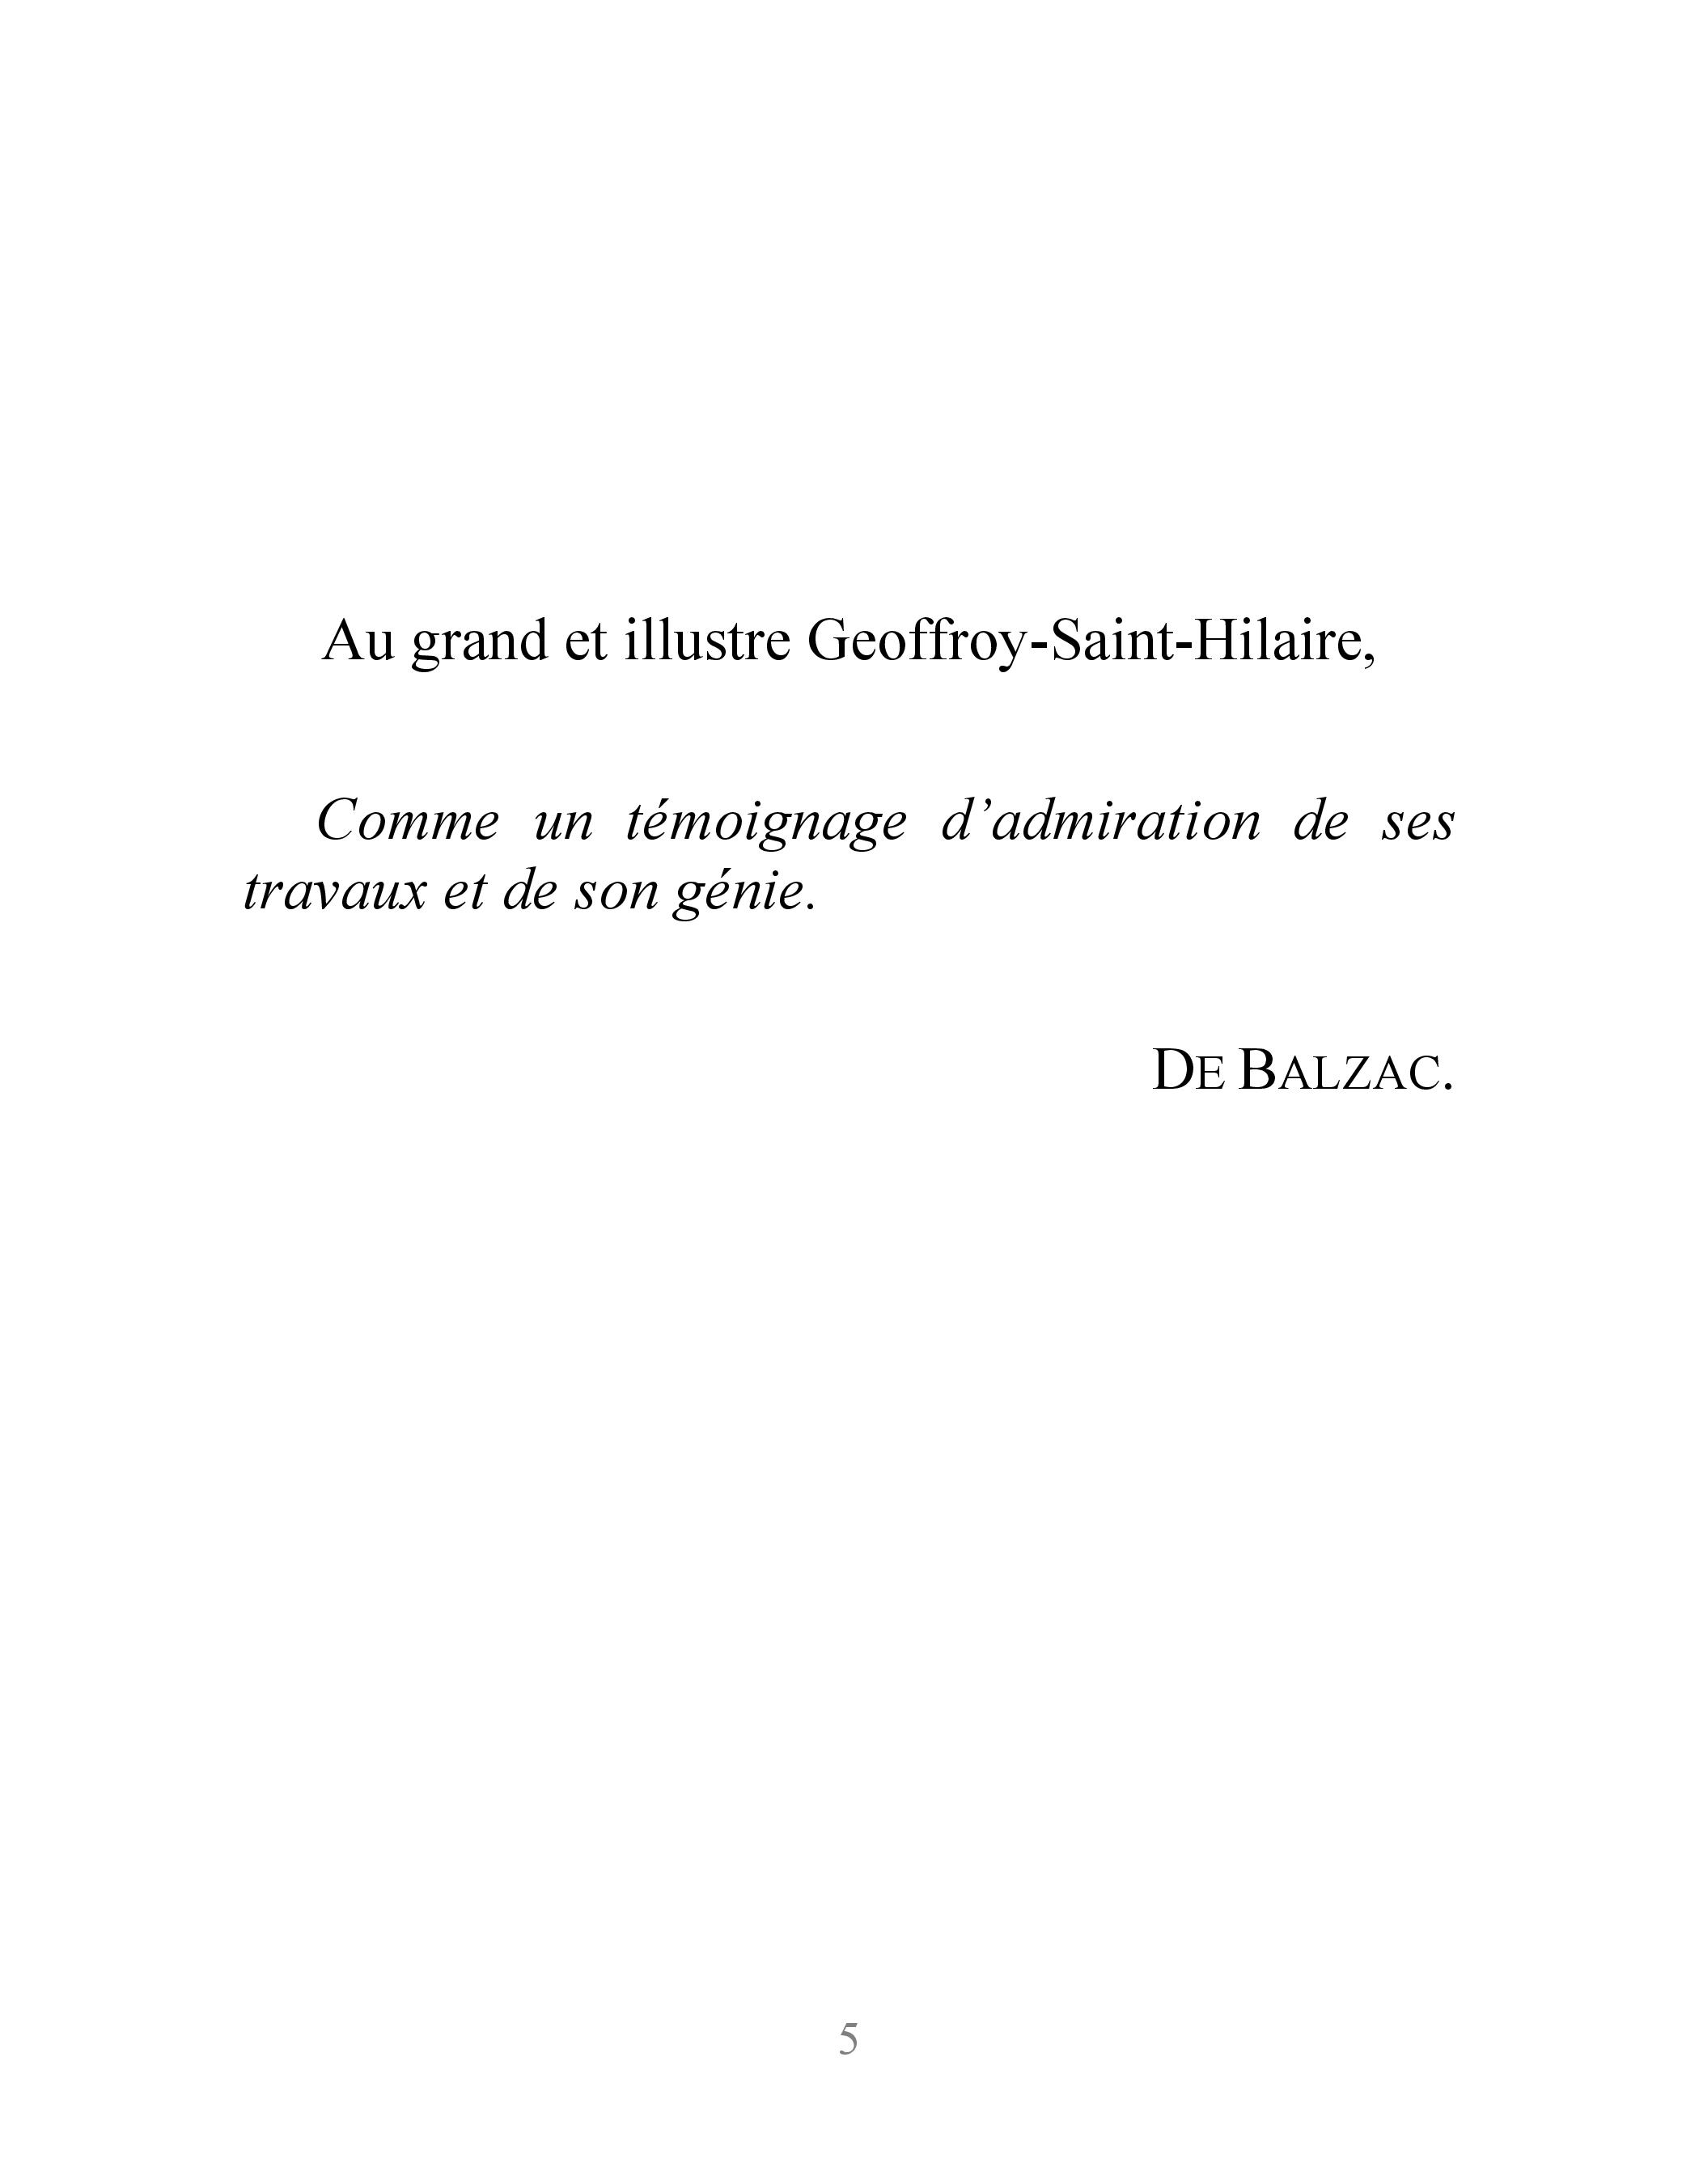 Au grand et illustre Geoffroy-Saint-Hilaire,
Comme un témoignage d’admiration de ses
travaux et de son génie.
DE BALZAC.
5